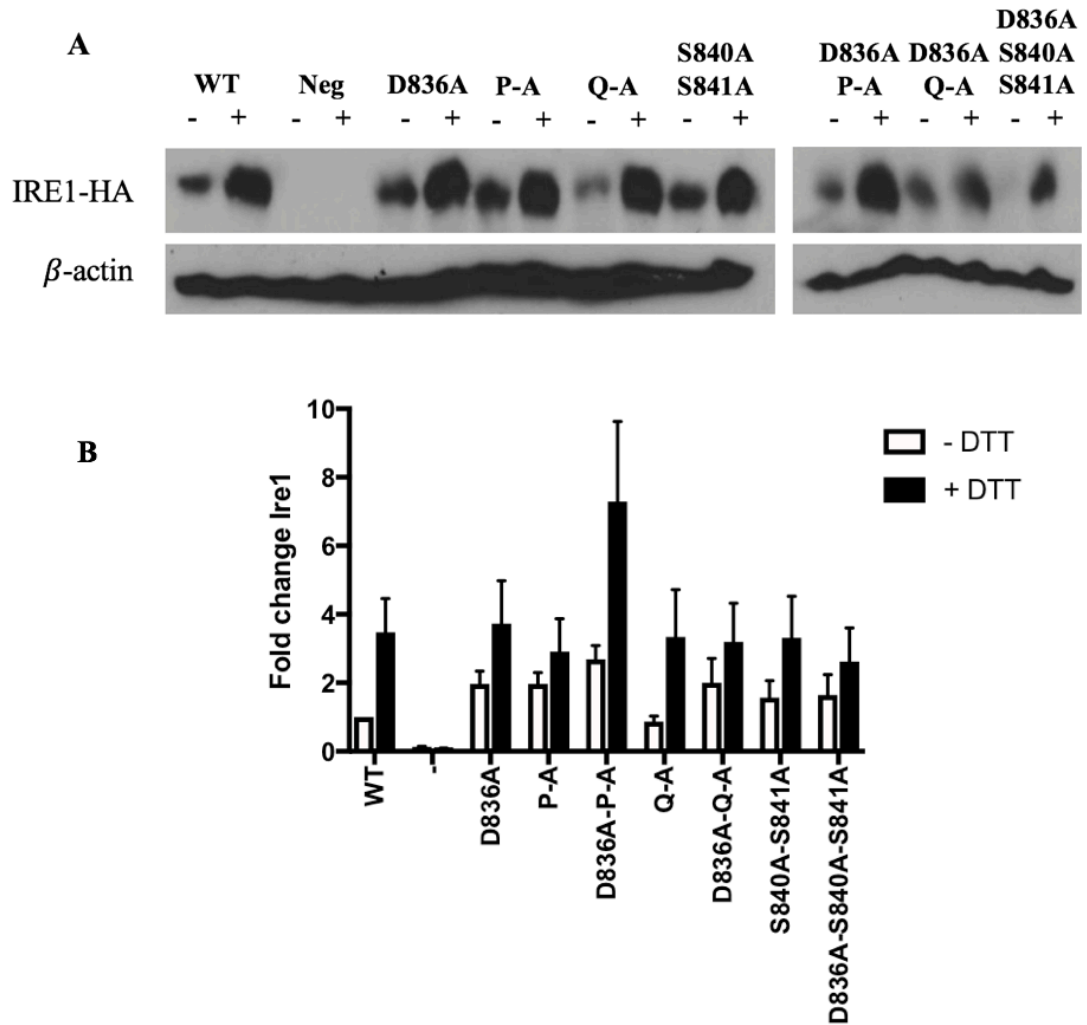 A
WT Neg D836A P-A Q-A S840A S841A D836A P-A D836A Q-A D836A S840A S841A
- + - + - + - + - + - + - + - + - +
IRE1-HA
β-actin
B
10
8
6
4
2
0
Fold change Ire1
- DTT
+ DTT
WT
-
D836A
P-A
D836A-P-A
Q-A
D836A-Q-A
S840A-S841A
D836A-S840A-S841A